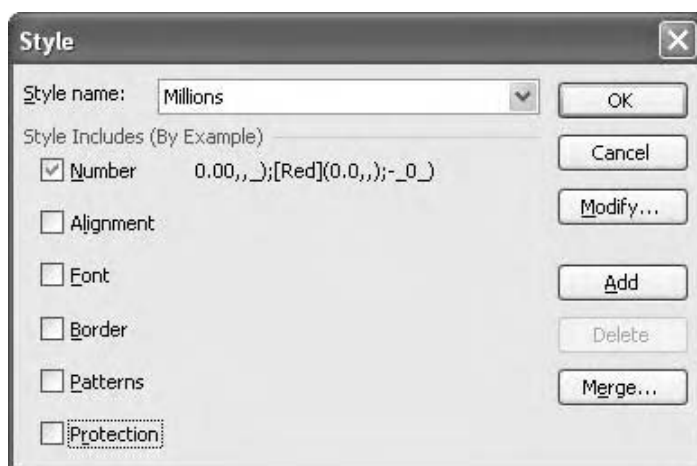 Style
Style name: Millions OK
Style Includes (By Example) Cancel
Number 0.00,,_);[Red](0.0,,);-_0_)
Modify...
Alignment
Font Add
Border Delete
Patterns Merge...
Protection